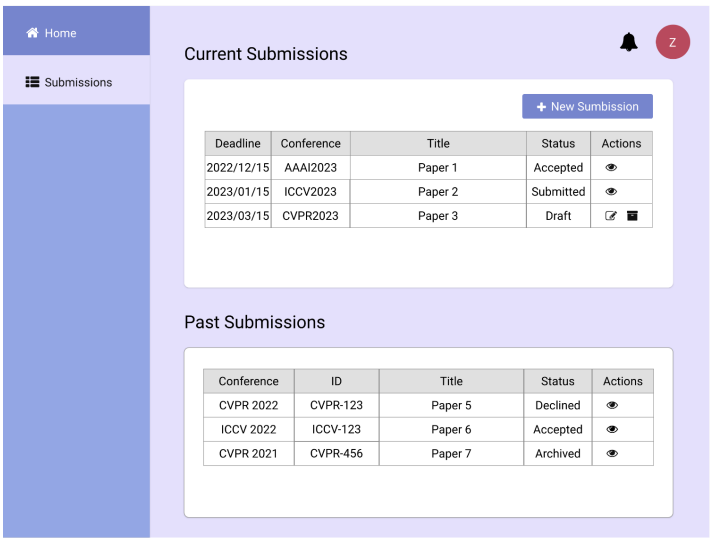 Home
Submissions
Z
Current Submissions
New Sumbission
Deadline Conference Title Status Actions
2022/12/15 AAAI2023 Paper 1 Accepted
2023/01/15 ICCV2023 Paper 2 Submitted
2023/03/15 CVPR2023 Paper 3 Draft
Past Submissions
Conference ID Title Status Actions
CVPR 2022 CVPR-123 Paper 5 Declined
ICCV 2022 ICCV-123 Paper 6 Accepted
CVPR 2021 CVPR-456 Paper 7 Archived